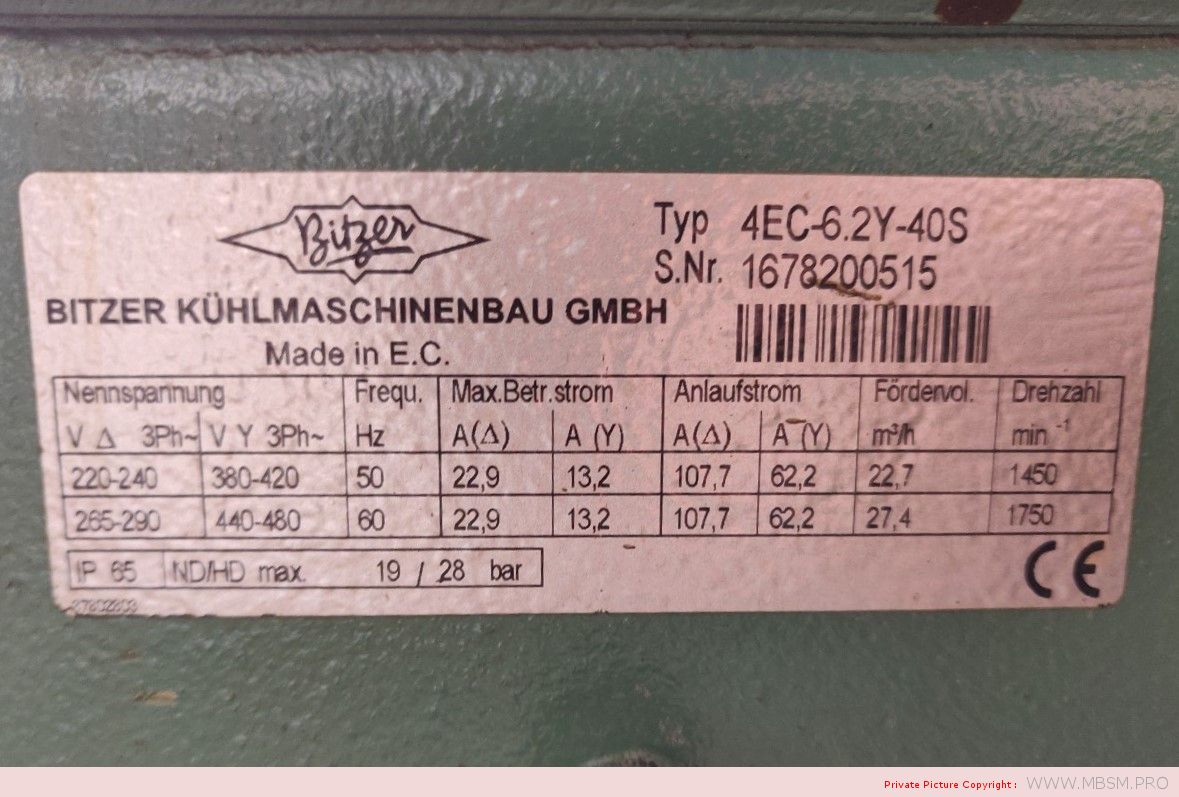 Bitzer
Typ 4EC-6.2Y-40S
S.Nr. 1678200515
BITZER KÜHLMASCHINENBAU GMBH
Made in E.C.
Nennspannung Frequ. Max.Betr.strom Anlaufstrom Fördervol. Drehzahl
V Δ 3Ph~ V Y 3Ph~ Hz A(Δ) A (Y) A(Δ) A (Y) m³/h min -1
220-240 380-420 50 22,9 13,2 107,7 62,2 22,7 1450
265-290 440-480 60 22,9 13,2 107,7 62,2 27,4 1750
IP 65 ND/HD max. 19 / 28 bar
CE
Private Picture Copyright : WWW.MBSM.PRO